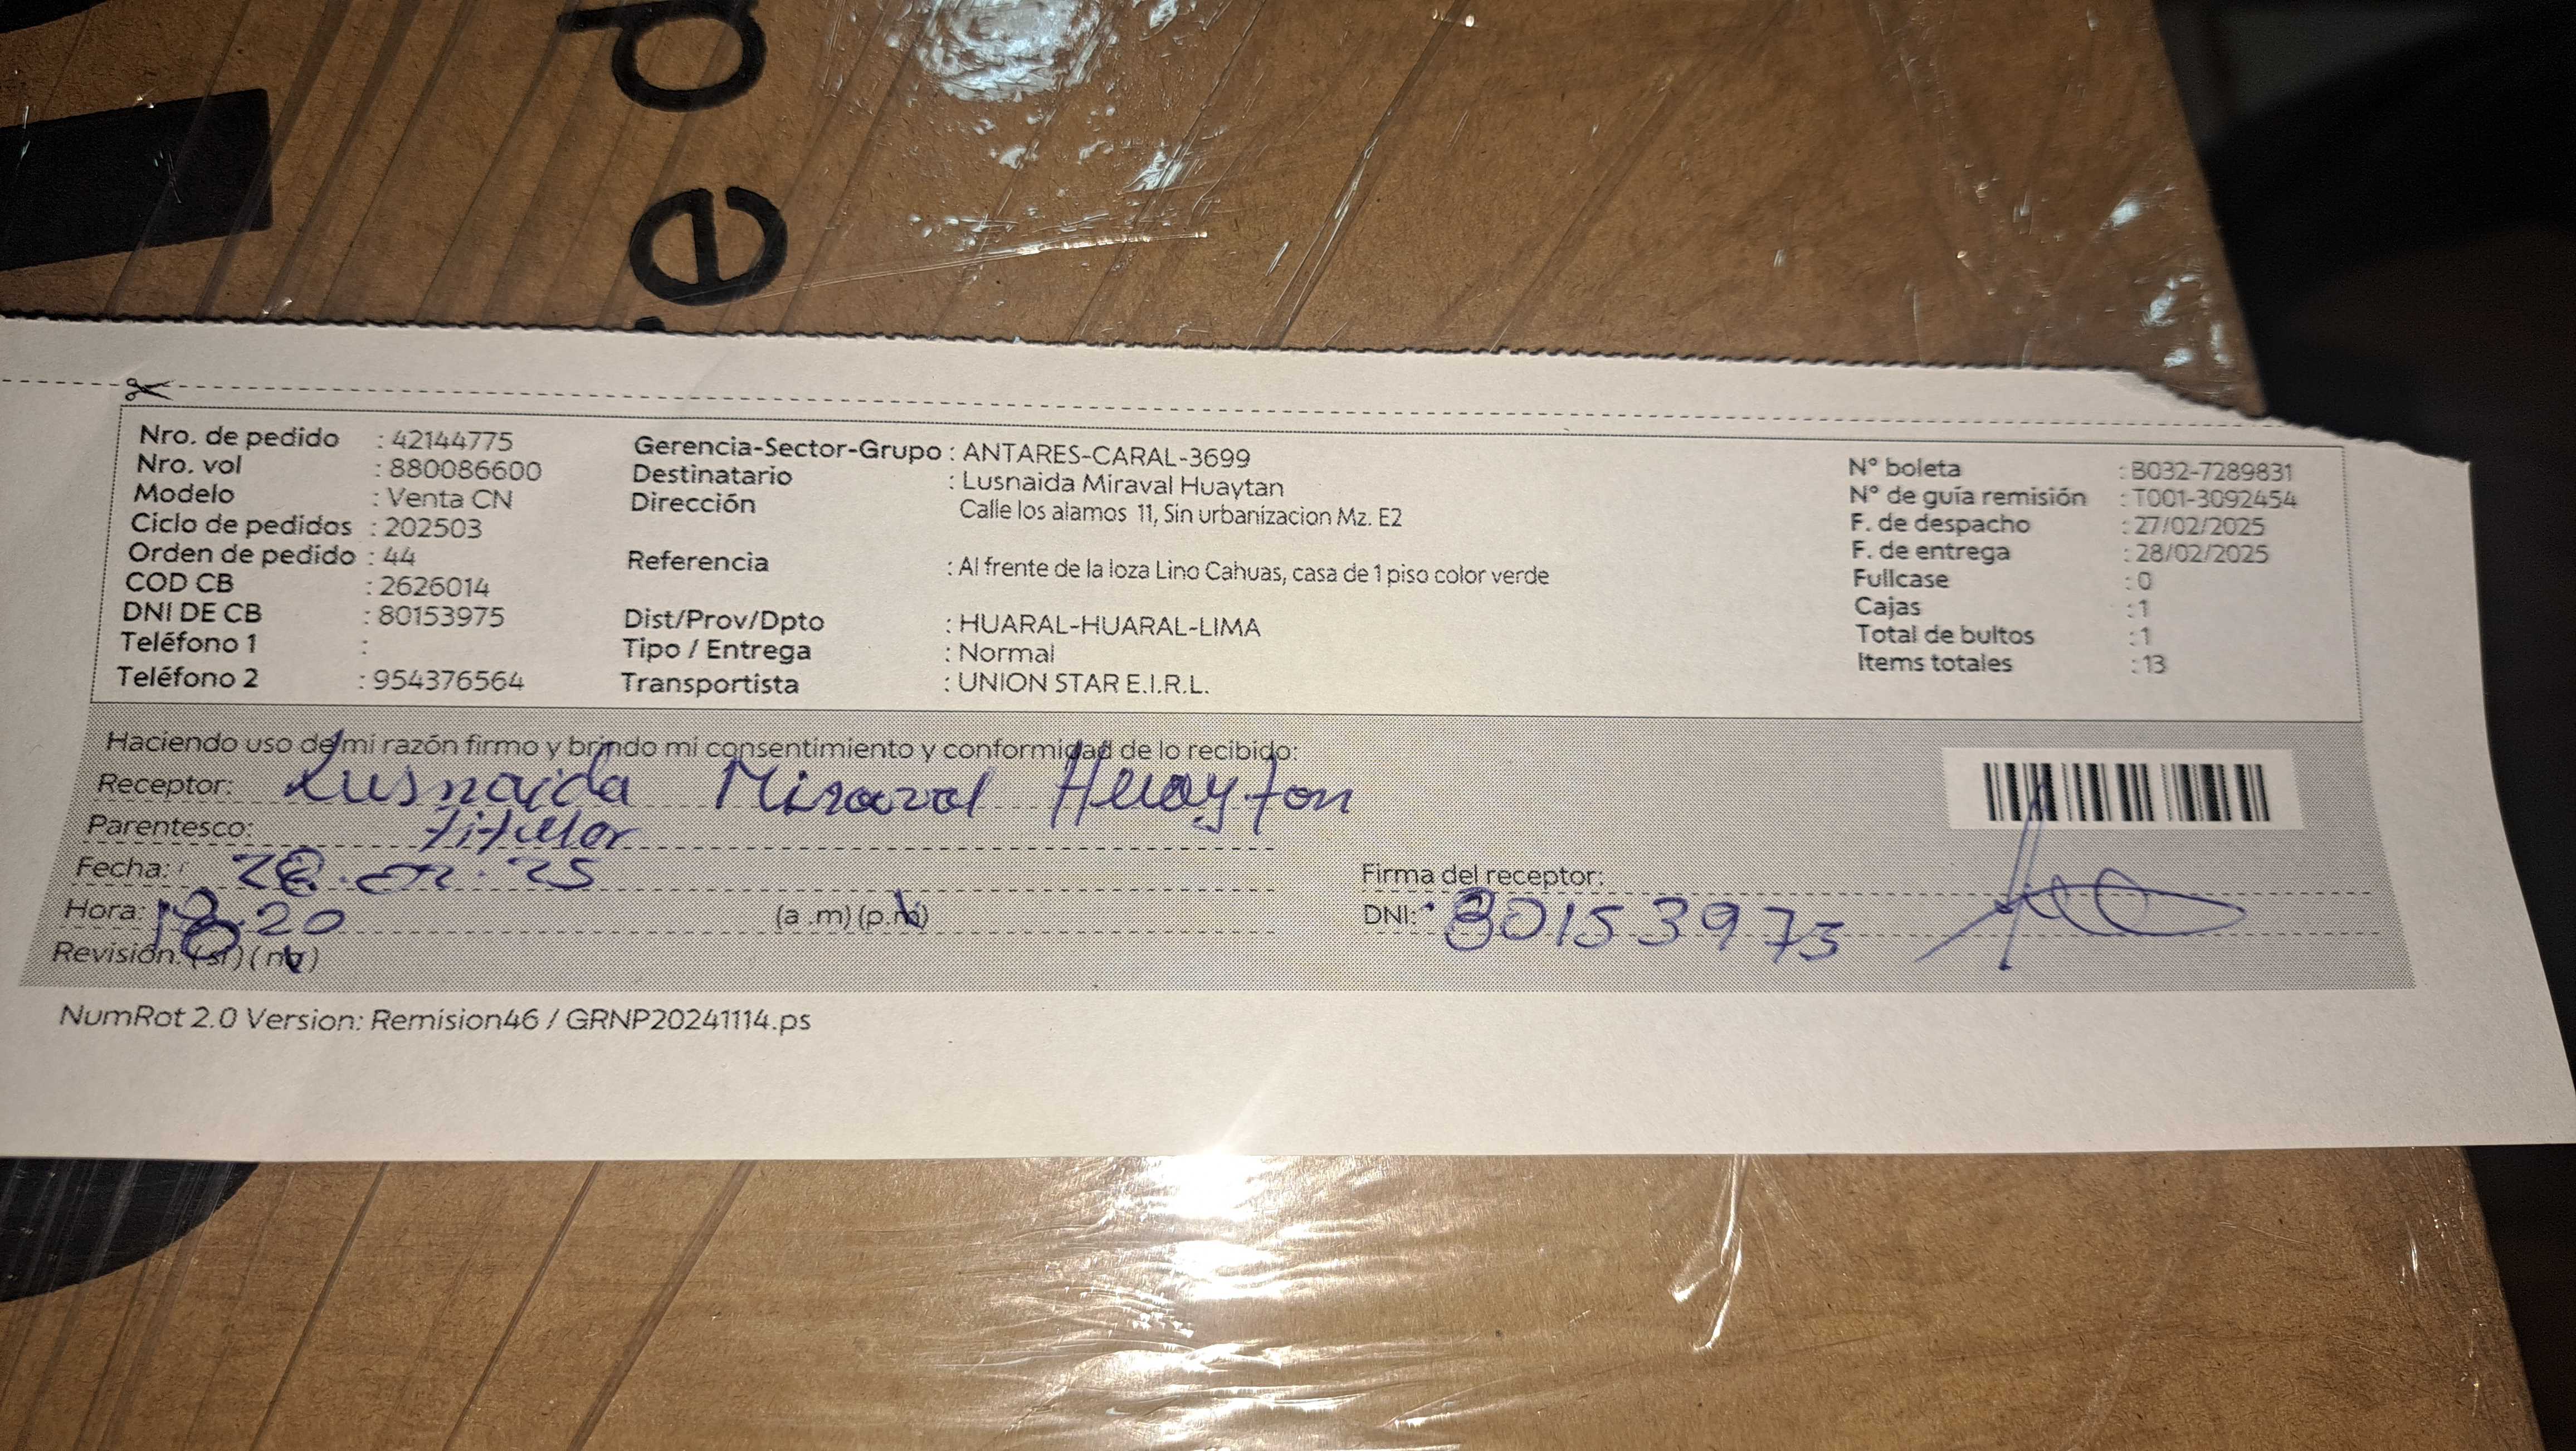 ed
Nro. de pedido : 42144775
Nro. vol : 880086600
Modelo : Venta CN
Ciclo de pedidos : 202503
Orden de pedido : 44
COD CB : 2626014
DNI DE CB : 80153975
Teléfono 1 :
Teléfono 2 : 954376564
Gerencia-Sector-Grupo : ANTARES-CARAL-3699
Destinatario : Lusnaida Miraval Huaytan
Dirección Calle los alamos 11, Sin urbanizacion Mz. E2
Referencia : Al frente de la loza Lino Cahuas, casa de 1 piso color verde
Dist/Prov/Dpto : HUARAL-HUARAL-LIMA
Tipo / Entrega : Normal
Transportista : UNION STAR E.I.R.L.
N° boleta : B032-7289831
N° de guía remisión : T001-3092454
F. de despacho : 27/02/2025
F. de entrega : 28/02/2025
Fullcase : 0
Cajas : 1
Total de bultos : 1
Items totales : 13
Haciendo uso de mi razón firmo y brindo mi consentimiento y conformidad de lo recibido:
Receptor: Lusnaida Miraval Huaytan
Parentesco: titular
Fecha: 28.02.25
Hora: 18.20 (a .m) (p.m)
Revisión: (si) (no)
Firma del receptor:
DNI: 80153975
NumRot 2.0 Version: Remision46 / GRNP20241114.ps